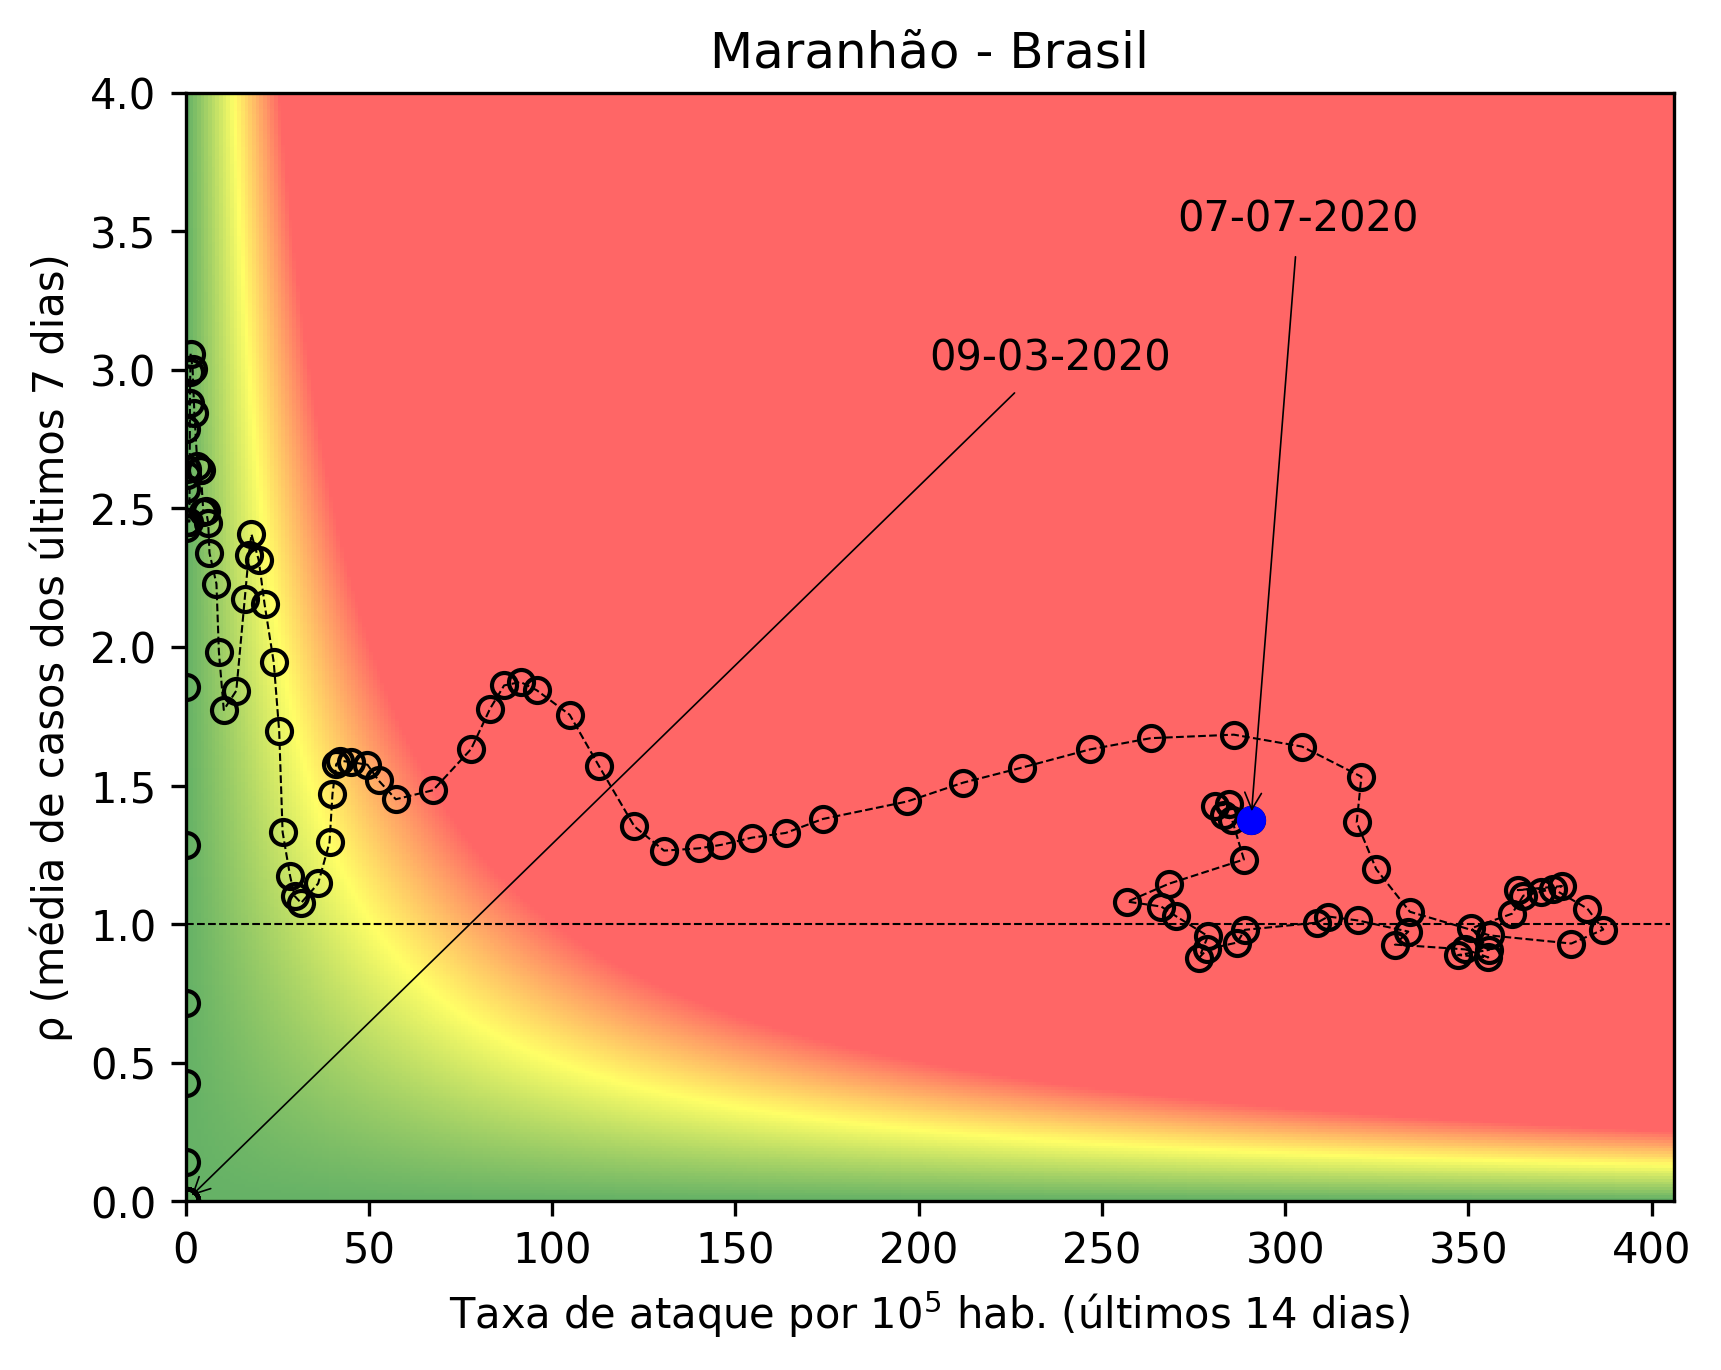 Maranhão - Brasil
4.0
3.5
3.0
2.5
2.0
1.5
1.0
0.5
0.0
ρ (média de casos dos últimos 7 dias)
07-07-2020
09-03-2020
0 50 100 150 200 250 300 350 400
Taxa de ataque por 10⁵ hab. (últimos 14 dias)